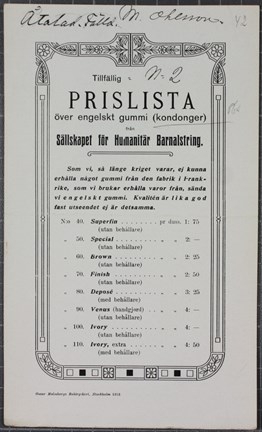 Åtalad. Fälld. M. Ohlsson
42
Tillfällig N:o 2
PRISLISTA
över engelskt gummi (kondonger)
från
Sällskapet för Humanitär Barnalstring.
Som vi, så länge kriget varar, ej kunna
erhålla något gummi från den fabrik i Frank-
rike, som vi brukar erhålla varor från, sända
vi engelskt gummi. Kvalitén är lika god
fast utseendet ej är detsamma.
N:o 40. Superfin . . . . . . . . pr duss. 1: 75
(utan behållare)
„ 50. Special . . . . . . . . „ „ 2: —
(utan behållare)
„ 60. Brown . . . . . . . . „ „ 2: 25
(utan behållare)
„ 70. Finish . . . . . . . . „ „ 2: 50
(utan behållare)
„ 80. Deposé . . . . . . . . „ „ 3: 25
(med behållare)
„ 90. Venus (handgjord) . . . . „ „ 4: —
(utan behållare)
„ 100. Ivory . . . . . . . . „ „ 4: —
(utan behållare)
„ 110. Ivory, extra . . . . . . „ „ 4: 50
(med behållare)